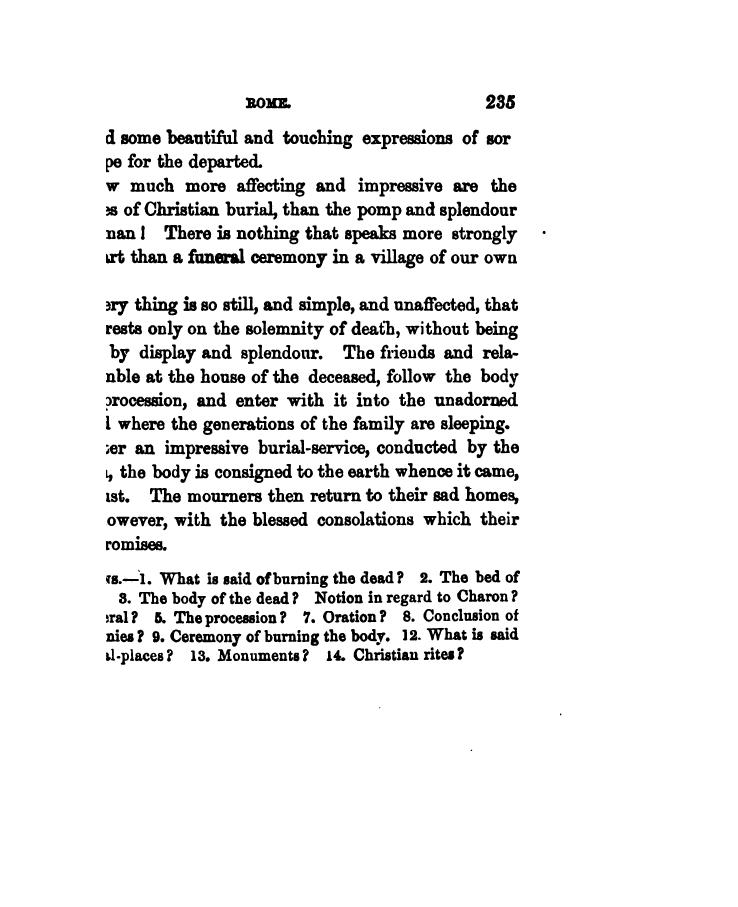 ROME. 235
d some beautiful and touching expressions of sor
pe for the departed.
w much more affecting and impressive are the
es of Christian burial, than the pomp and splendour
nan! There is nothing that speaks more strongly
art than a funeral ceremony in a village of our own
ery thing is so still, and simple, and unaffected, that
rests only on the solemnity of death, without being
by display and splendour. The friends and rela-
nble at the house of the deceased, follow the body
procession, and enter with it into the unadorned
l where the generations of the family are sleeping.
ter an impressive burial-service, conducted by the
, the body is consigned to the earth whence it came,
ust. The mourners then return to their sad homes,
owever, with the blessed consolations which their
romises.
rs.—1. What is said of burning the dead? 2. The bed of
3. The body of the dead? Notion in regard to Charon?
eral? 5. The procession? 7. Oration? 8. Conclusion of
nies? 9. Ceremony of burning the body. 12. What is said
al-places? 13. Monuments? 14. Christian rites?